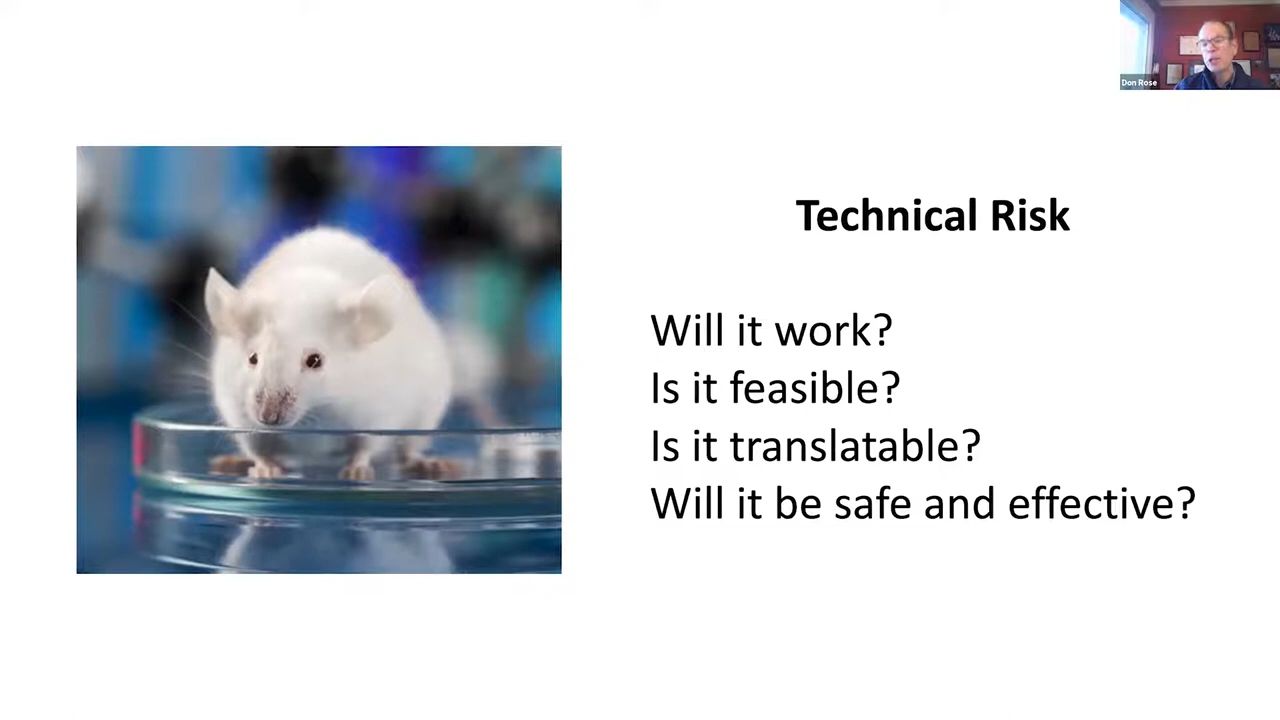 Don Rose
Technical Risk
Will it work?
Is it feasible?
Is it translatable?
Will it be safe and effective?